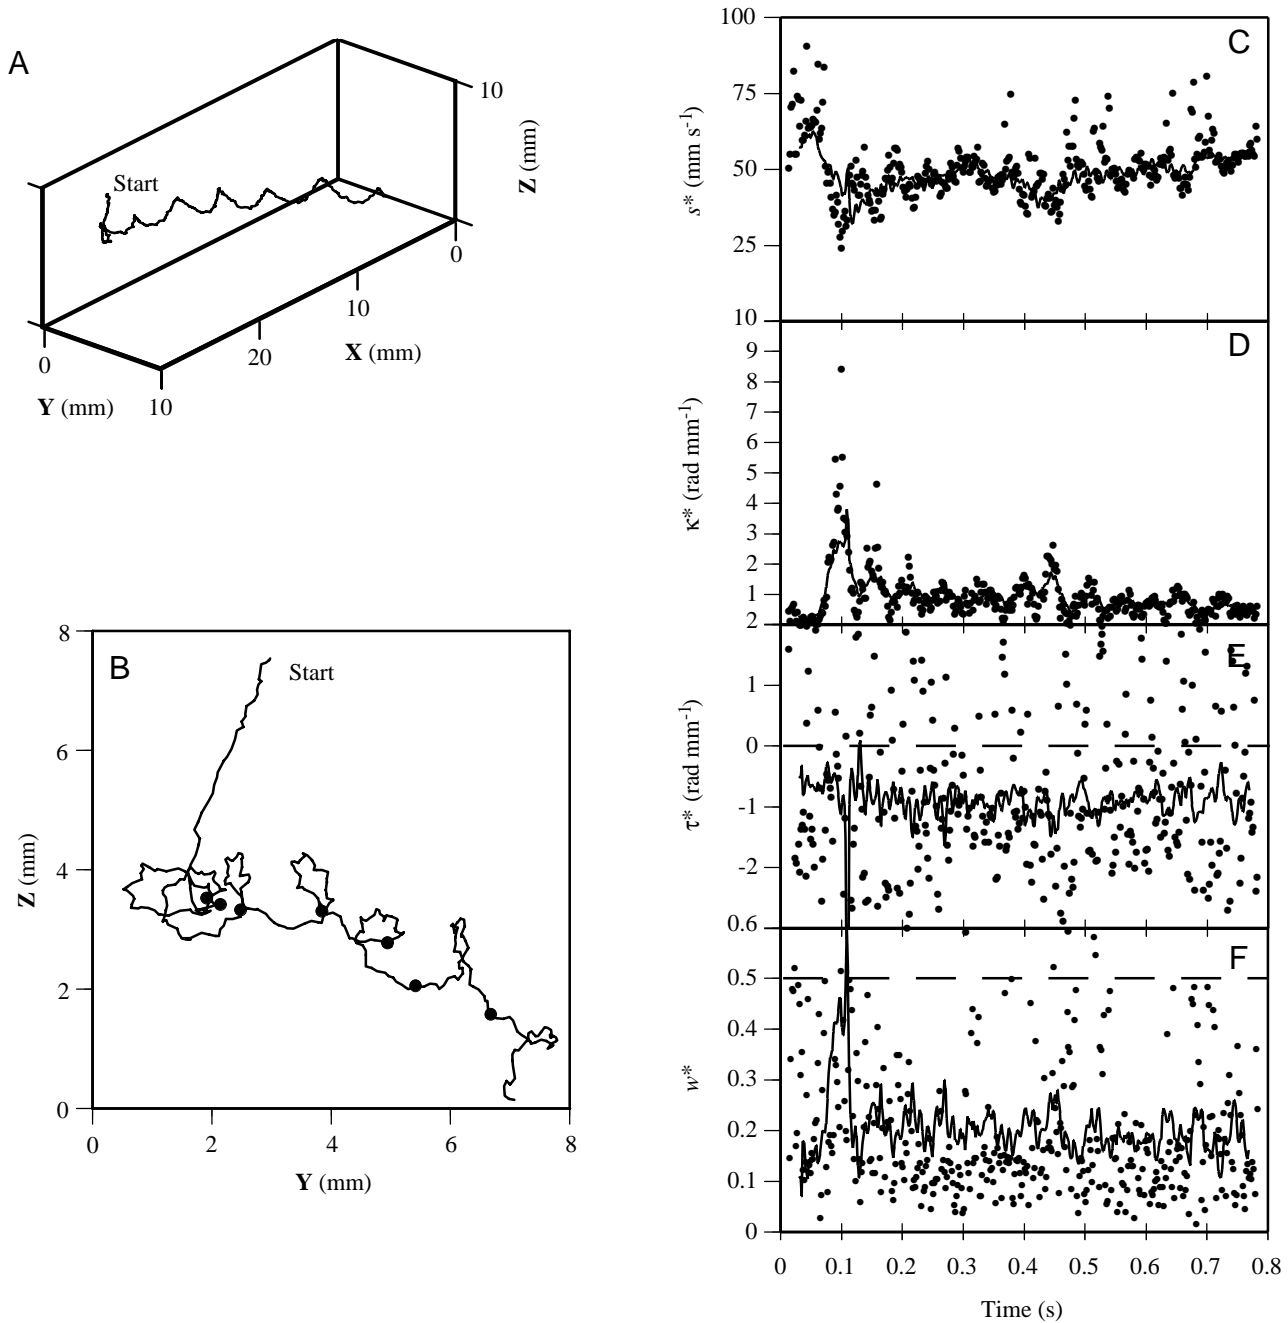 A
Start
10
Z (mm)
0
10
20
X (mm)
0
Y (mm)
10
B
Start
8
6
4
2
0
Z (mm)
0
2
4
6
8
Y (mm)
C
100
75
50
25
s* (mm s-1)
D
10
9
8
7
6
5
4
3
2
1
κ* (rad mm-1)
E
2
1
0
-1
-2
τ* (rad mm-1)
F
0.6
0.5
0.4
0.3
0.2
0.1
0
w*
0
0.1
0.2
0.3
0.4
0.5
0.6
0.7
0.8
Time (s)